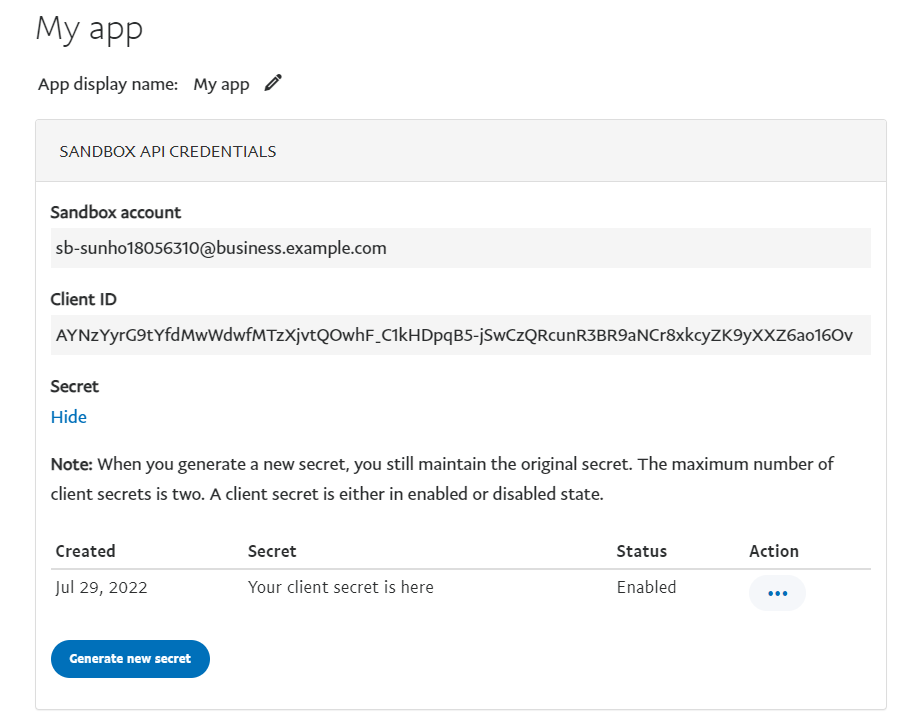 My app
App display name: My app
SANDBOX API CREDENTIALS
Sandbox account
sb-sunho18056310@business.example.com
Client ID
AYNzYyrG9tYfdMwWdwfMTzXjvtQOwhF_C1kHDpqB5-jSwCzQRcunR3BR9aNCr8xkcyZK9yXXZ6ao16Ov
Secret
Hide
Note: When you generate a new secret, you still maintain the original secret. The maximum number of
client secrets is two. A client secret is either in enabled or disabled state.
Created Secret Status Action
Jul 29, 2022 Your client secret is here Enabled
Generate new secret